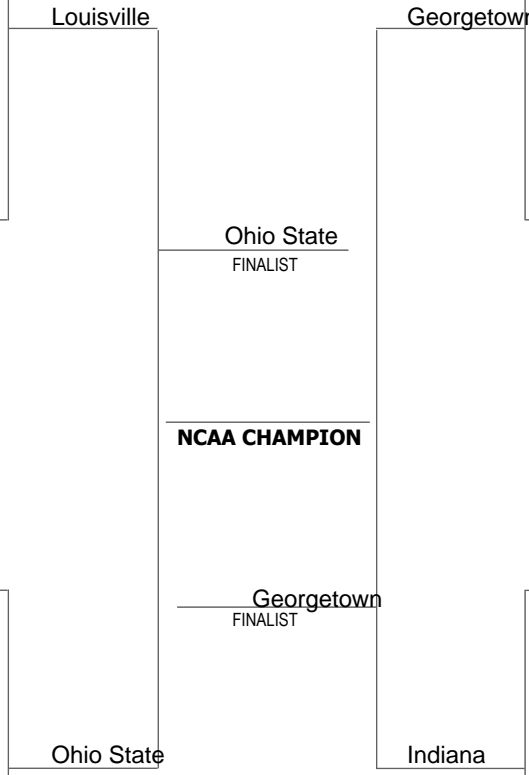 Louisville
Georgetown
Ohio State
FINALIST
NCAA CHAMPION
Georgetown
FINALIST
Ohio State
Indiana